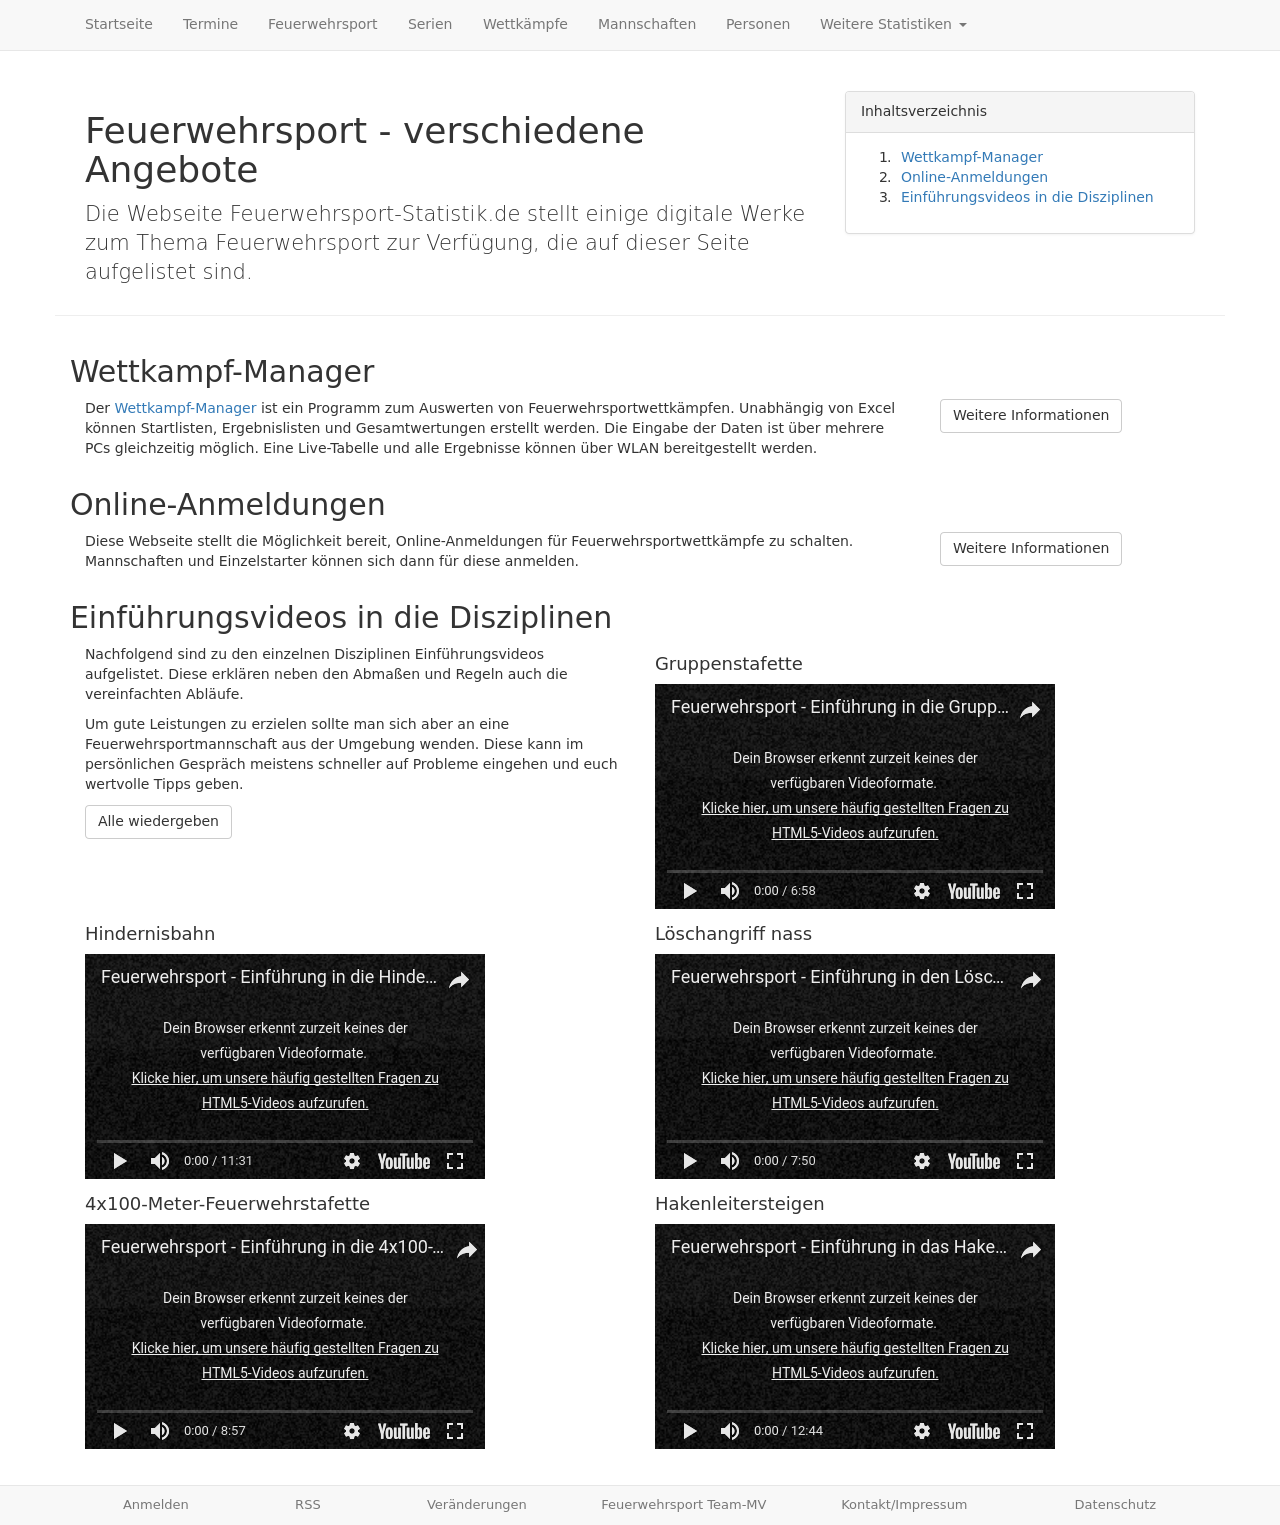 Startseite Termine Feuerwehrsport Serien Wettkämpfe Mannschaften Personen Weitere Statistiken
Feuerwehrsport - verschiedene
Angebote
Die Webseite Feuerwehrsport-Statistik.de stellt einige digitale Werke
zum Thema Feuerwehrsport zur Verfügung, die auf dieser Seite
aufgelistet sind.
Inhaltsverzeichnis
1. Wettkampf-Manager
2. Online-Anmeldungen
3. Einführungsvideos in die Disziplinen
Wettkampf-Manager
Der Wettkampf-Manager ist ein Programm zum Auswerten von Feuerwehrsportwettkämpfen. Unabhängig von Excel
können Startlisten, Ergebnislisten und Gesamtwertungen erstellt werden. Die Eingabe der Daten ist über mehrere
PCs gleichzeitig möglich. Eine Live-Tabelle und alle Ergebnisse können über WLAN bereitgestellt werden.
Weitere Informationen
Online-Anmeldungen
Diese Webseite stellt die Möglichkeit bereit, Online-Anmeldungen für Feuerwehrsportwettkämpfe zu schalten.
Mannschaften und Einzelstarter können sich dann für diese anmelden.
Weitere Informationen
Einführungsvideos in die Disziplinen
Nachfolgend sind zu den einzelnen Disziplinen Einführungsvideos
aufgelistet. Diese erklären neben den Abmaßen und Regeln auch die
vereinfachten Abläufe.
Um gute Leistungen zu erzielen sollte man sich aber an eine
Feuerwehrsportmannschaft aus der Umgebung wenden. Diese kann im
persönlichen Gespräch meistens schneller auf Probleme eingehen und euch
wertvolle Tipps geben.
Alle wiedergeben
Gruppenstafette
Feuerwehrsport - Einführung in die Grupp...
Dein Browser erkennt zurzeit keines der
verfügbaren Videoformate.
Klicke hier, um unsere häufig gestellten Fragen zu
HTML5-Videos aufzurufen.
0:00 / 6:58 YouTube
Hindernisbahn
Feuerwehrsport - Einführung in die Hinde...
Dein Browser erkennt zurzeit keines der
verfügbaren Videoformate.
Klicke hier, um unsere häufig gestellten Fragen zu
HTML5-Videos aufzurufen.
0:00 / 11:31 YouTube
Löschangriff nass
Feuerwehrsport - Einführung in den Lösc...
Dein Browser erkennt zurzeit keines der
verfügbaren Videoformate.
Klicke hier, um unsere häufig gestellten Fragen zu
HTML5-Videos aufzurufen.
0:00 / 7:50 YouTube
4x100-Meter-Feuerwehrstafette
Feuerwehrsport - Einführung in die 4x100-...
Dein Browser erkennt zurzeit keines der
verfügbaren Videoformate.
Klicke hier, um unsere häufig gestellten Fragen zu
HTML5-Videos aufzurufen.
0:00 / 8:57 YouTube
Hakenleitersteigen
Feuerwehrsport - Einführung in das Hake...
Dein Browser erkennt zurzeit keines der
verfügbaren Videoformate.
Klicke hier, um unsere häufig gestellten Fragen zu
HTML5-Videos aufzurufen.
0:00 / 12:44 YouTube
Anmelden RSS Veränderungen Feuerwehrsport Team-MV Kontakt/Impressum Datenschutz